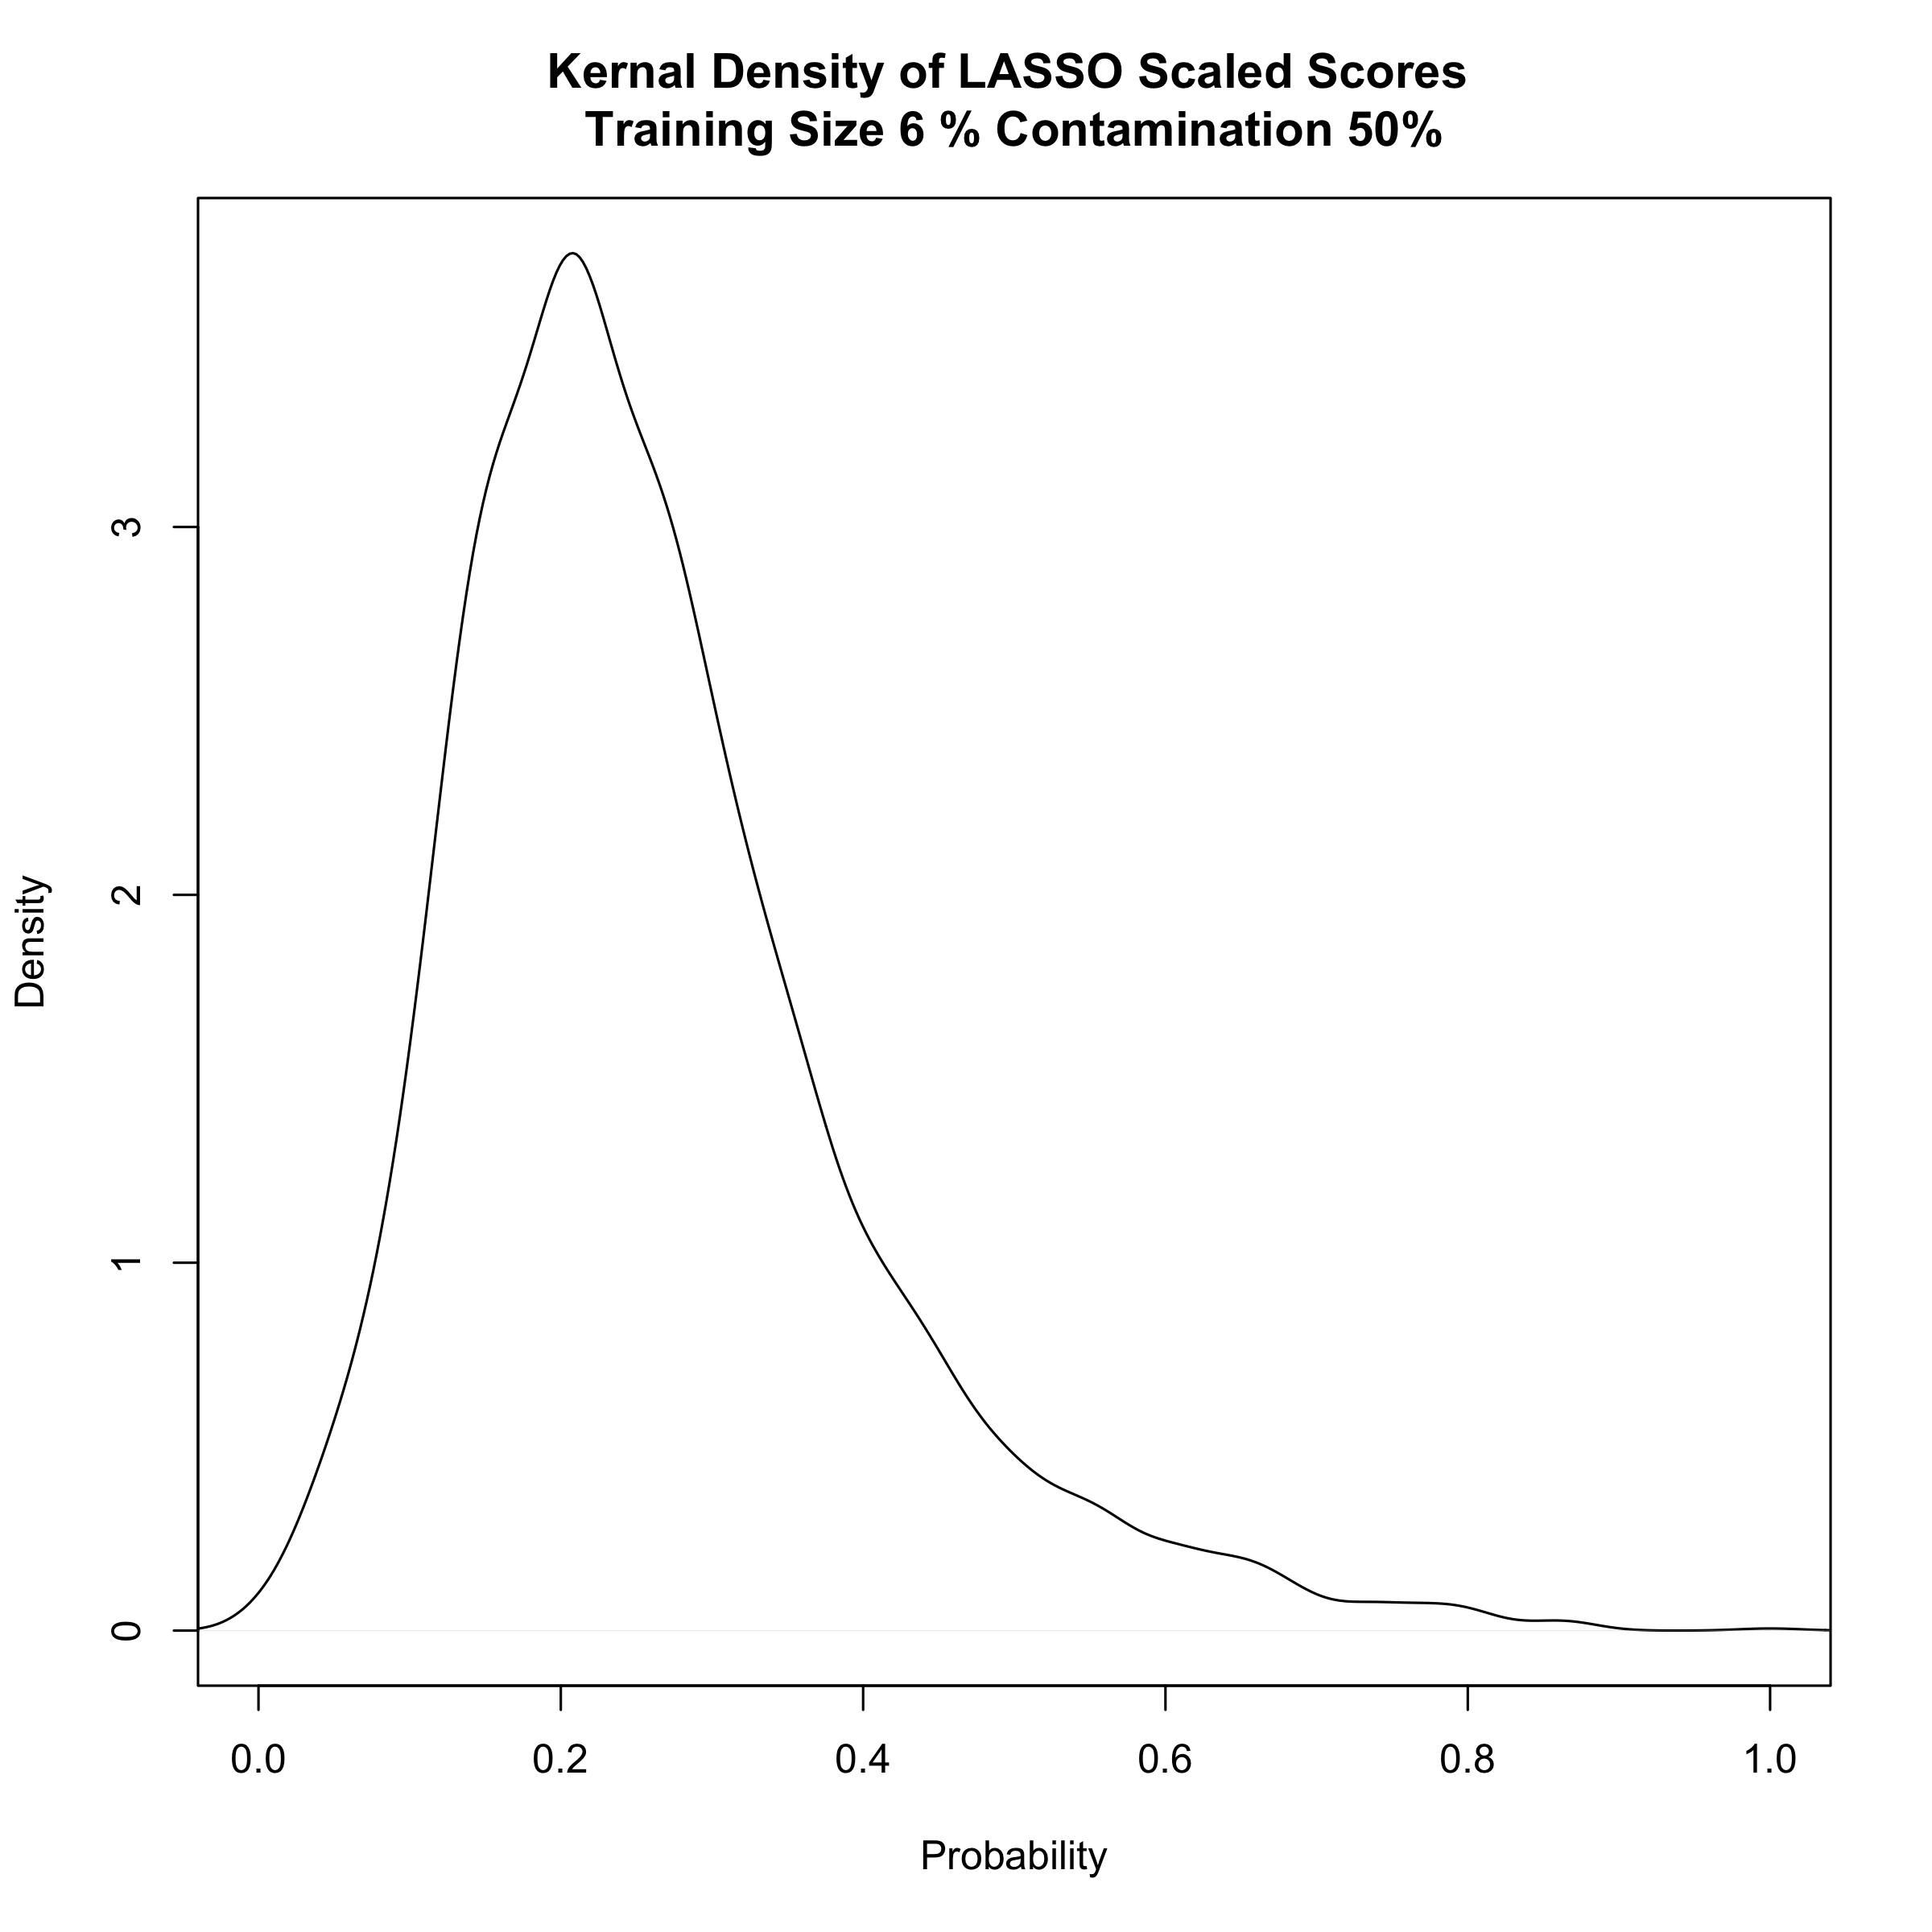 Kernal Density of LASSO Scaled Scores
Training Size 6 % Contamination 50%
Density
3
2
1
0
0.0 0.2 0.4 0.6 0.8 1.0
Probability